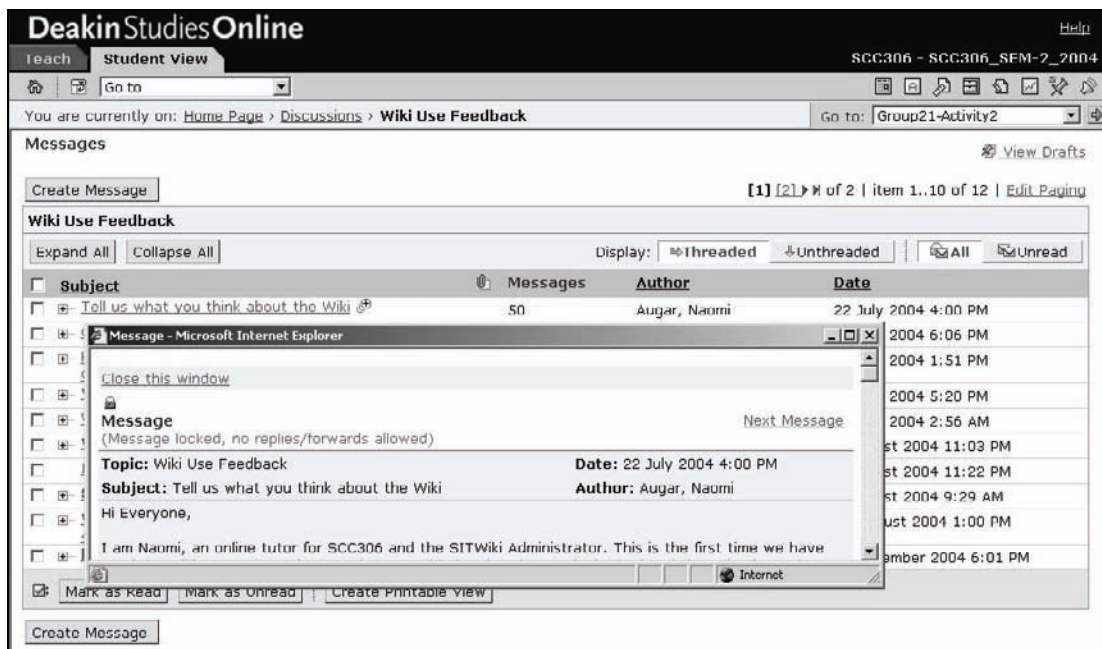 Deakin Studies Online
Help
Teach Student View
SCC306 - SCC306_SEM-2_2004
Go to
You are currently on: Home Page › Discussions › Wiki Use Feedback
Go to: Group21-Activity2
Messages
View Drafts
Create Message
[1] [2] of 2 | item 1..10 of 12 | Edit Paging
Wiki Use Feedback
Expand All Collapse All Display: Threaded Unthreaded All Unread
Subject Messages Author Date
Tell us what you think about the Wiki 50 Augar, Naomi 22 July 2004 4:00 PM
2004 6:06 PM
Message - Microsoft Internet Explorer
2004 1:51 PM
Close this window
2004 5:20 PM
Message Next Message
2004 2:56 AM
(Message locked, no replies/forwards allowed)
st 2004 11:03 PM
Topic: Wiki Use Feedback Date: 22 July 2004 4:00 PM
st 2004 11:22 PM
Subject: Tell us what you think about the Wiki Author: Augar, Naomi
st 2004 9:29 AM
Hi Everyone,
ust 2004 1:00 PM
I am Naomi, an online tutor for SCC306 and the SITWiki Administrator. This is the first time we have
ember 2004 6:01 PM
Internet
Mark as Read Mark as Unread Create Printable View
Create Message